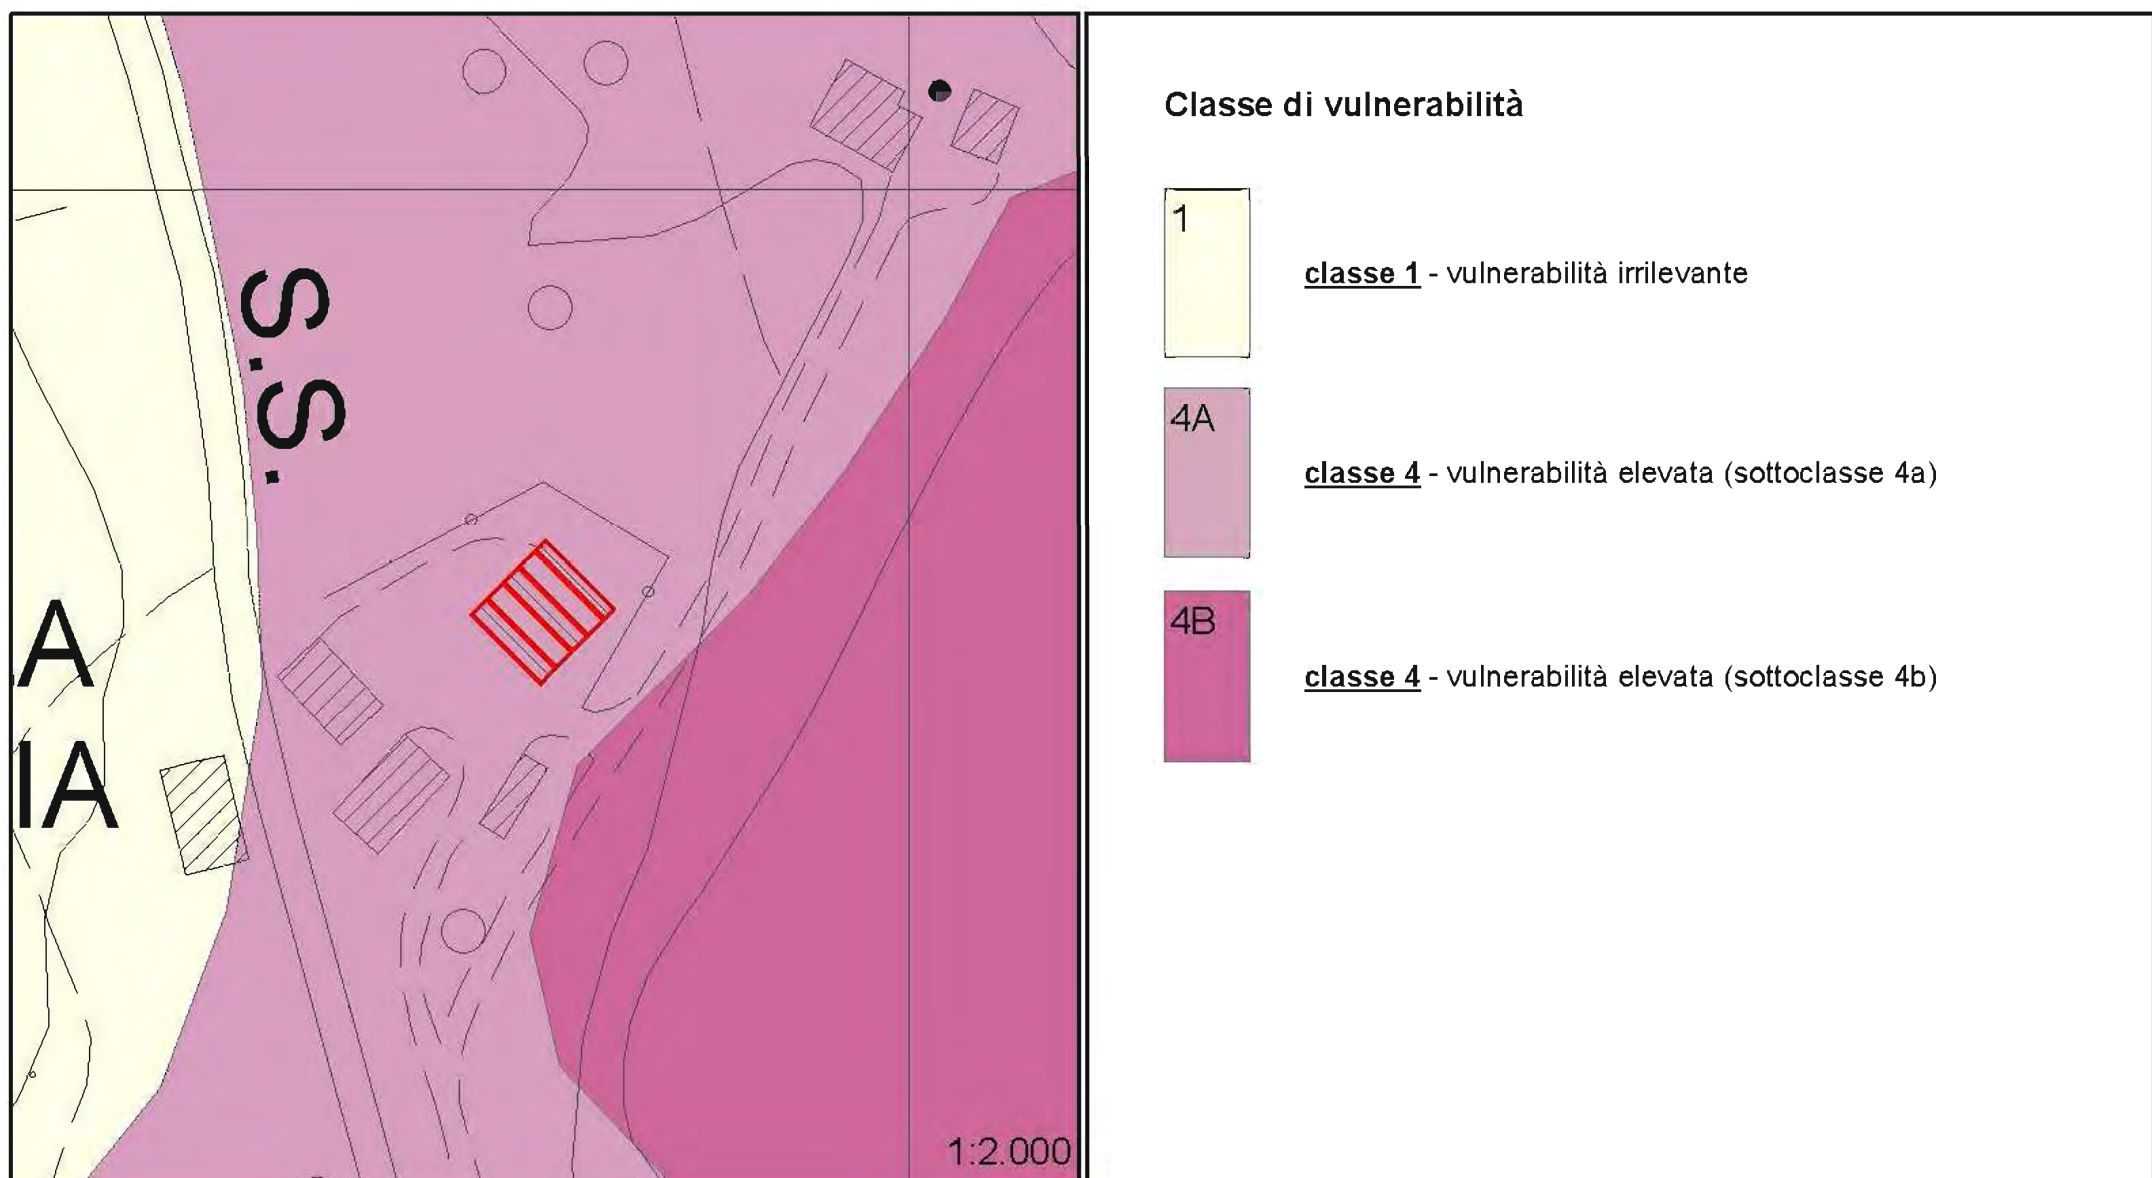 S.S.
A
IA
1:2.000
Classe di vulnerabilità
1
classe 1 - vulnerabilità irrilevante
4A
classe 4 - vulnerabilità elevata (sottoclasse 4a)
4B
classe 4 - vulnerabilità elevata (sottoclasse 4b)